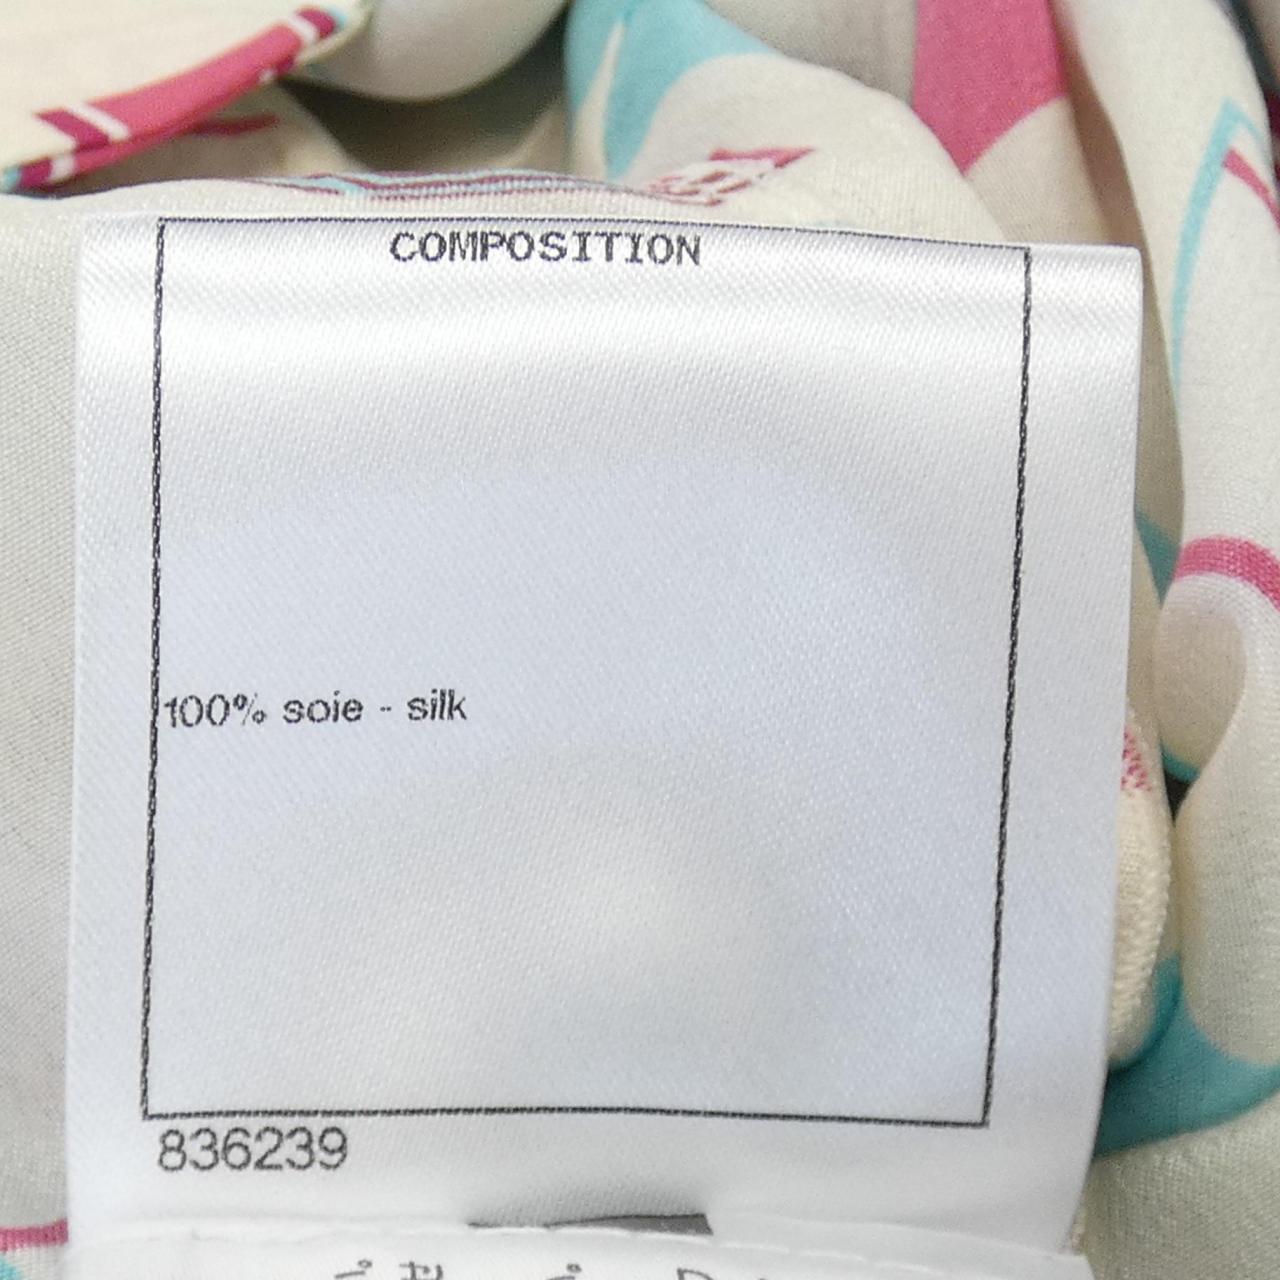 COMPOSITION
100% soie - silk
836239